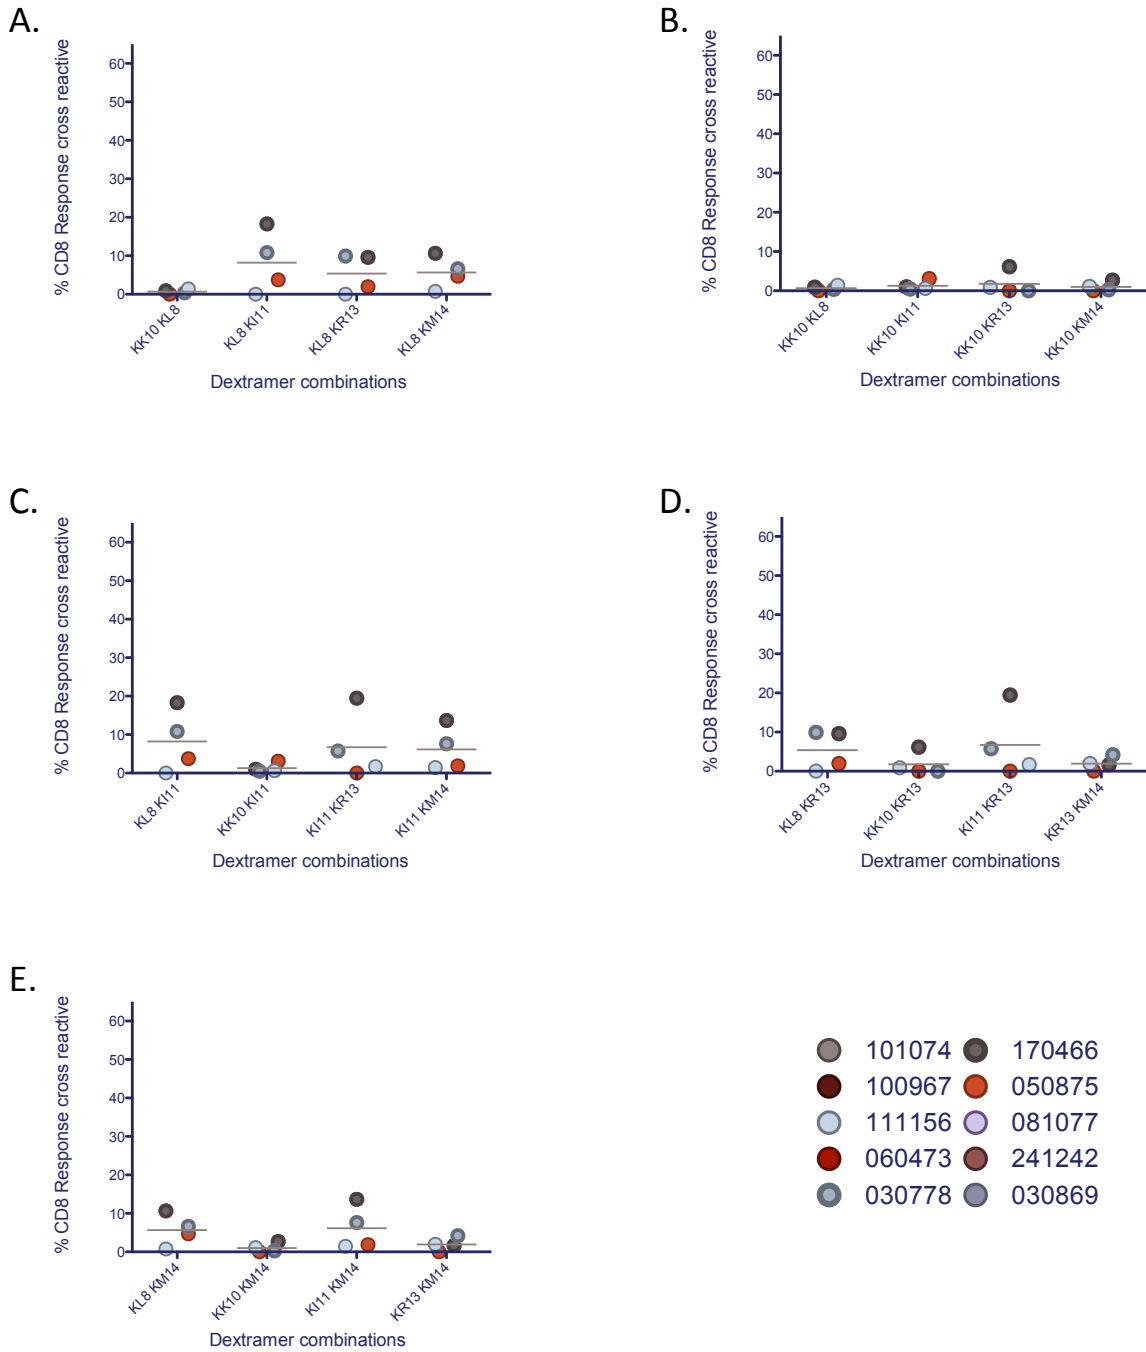 A.
% CD8 Response cross reactive
60
50
40
30
20
10
0
KK10 KL8
KL8 KI11
KL8 KR13
KL8 KM14
Dextramer combinations
B.
% CD8 Response cross reactive
60
50
40
30
20
10
0
KK10 KL8
KK10 KI11
KK10 KR13
KK10 KM14
Dextramer combinations
C.
% CD8 Response cross reactive
60
50
40
30
20
10
0
KL8 KI11
KK10 KI11
KI11 KR13
KI11 KM14
Dextramer combinations
D.
% CD8 Response cross reactive
60
50
40
30
20
10
0
KL8 KR13
KK10 KR13
KI11 KR13
KR13 KM14
Dextramer combinations
E.
% CD8 Response cross reactive
60
50
40
30
20
10
0
KL8 KM14
KK10 KM14
KI11 KM14
KR13 KM14
Dextramer combinations
101074 170466
100967 050875
111156 081077
060473 241242
030778 030869